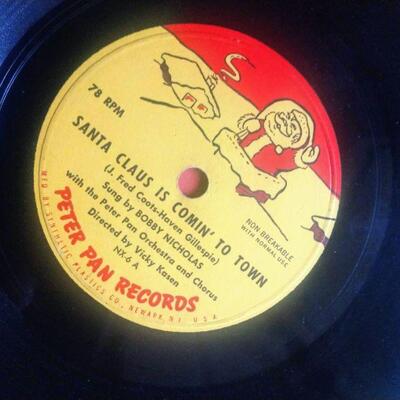 78 RPM
SANTA CLAUS IS COMIN' TO TOWN
(J. Fred Coots-Haven Gillespie)
Sung by BOBBY NICHOLAS
with the Peter Pan Orchestra and Chorus
Directed by Vicky Kasen
NX-6 A
NON BREAKABLE
WITH NORMAL USE
PETER PAN RECORDS
MFD. BY SYNTHETIC PLASTICS CO., NEWARK, N.J. U.S.A.